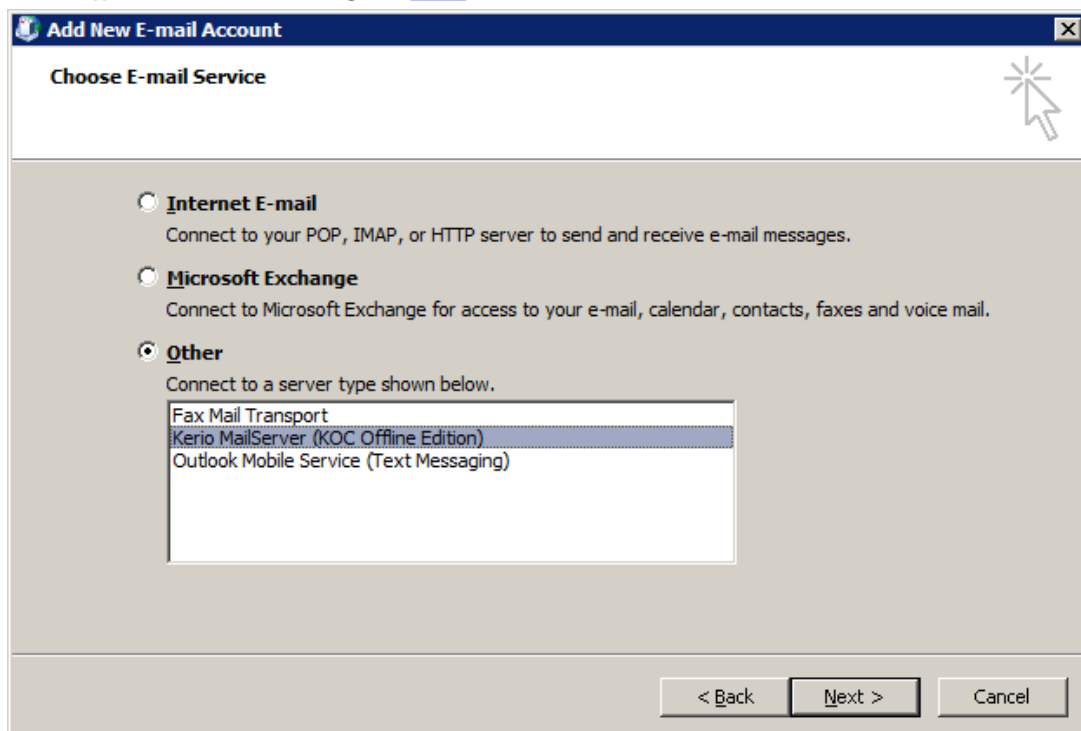 Add New E-mail Account
Choose E-mail Service
Internet E-mail
Connect to your POP, IMAP, or HTTP server to send and receive e-mail messages.
Microsoft Exchange
Connect to Microsoft Exchange for access to your e-mail, calendar, contacts, faxes and voice mail.
Other
Connect to a server type shown below.
Fax Mail Transport
Kerio MailServer (KOC Offline Edition)
Outlook Mobile Service (Text Messaging)
< Back Next > Cancel